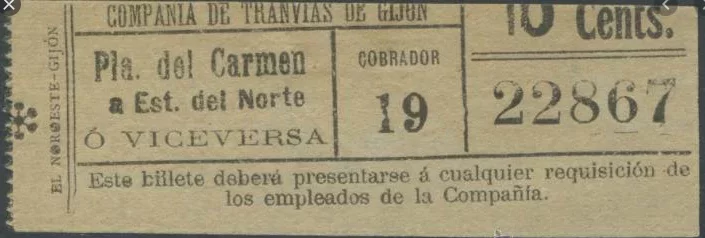 COMPAÑIA DE TRANVIAS DE GIJON
10 Cents.
Pla. del Carmen
a Est. del Norte
Ó VICEVERSA
COBRADOR
19
22867
Este billete deberá presentarse á cualquier requisición de
los empleados de la Compañía.
EL NOROESTE-GIJÓN